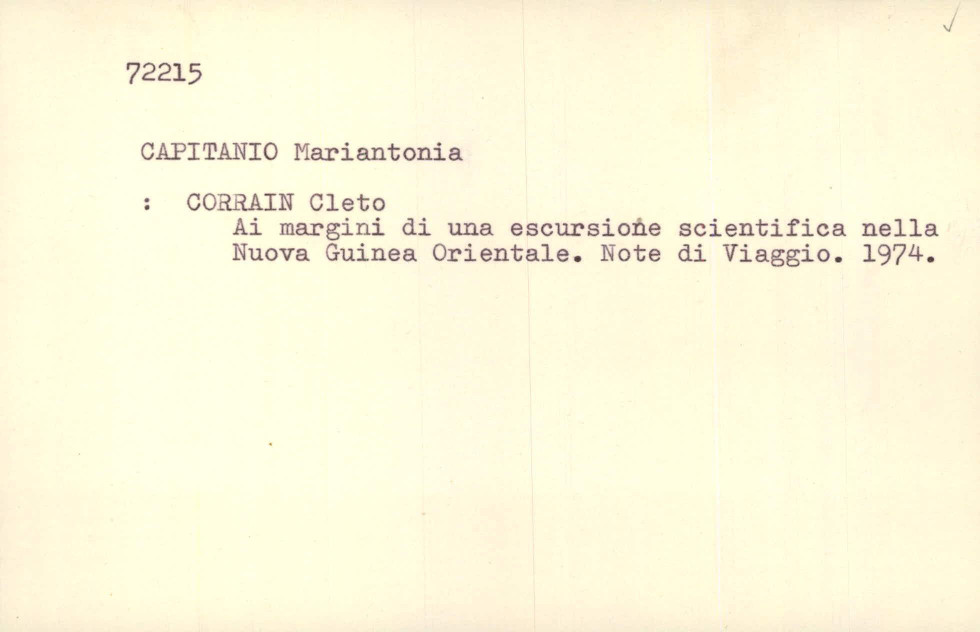 72215
CAPITANIO Mariantonia
: CORRAIN Cleto
Ai margini di una escursione scientifica nella
Nuova Guinea Orientale. Note di Viaggio. 1974.